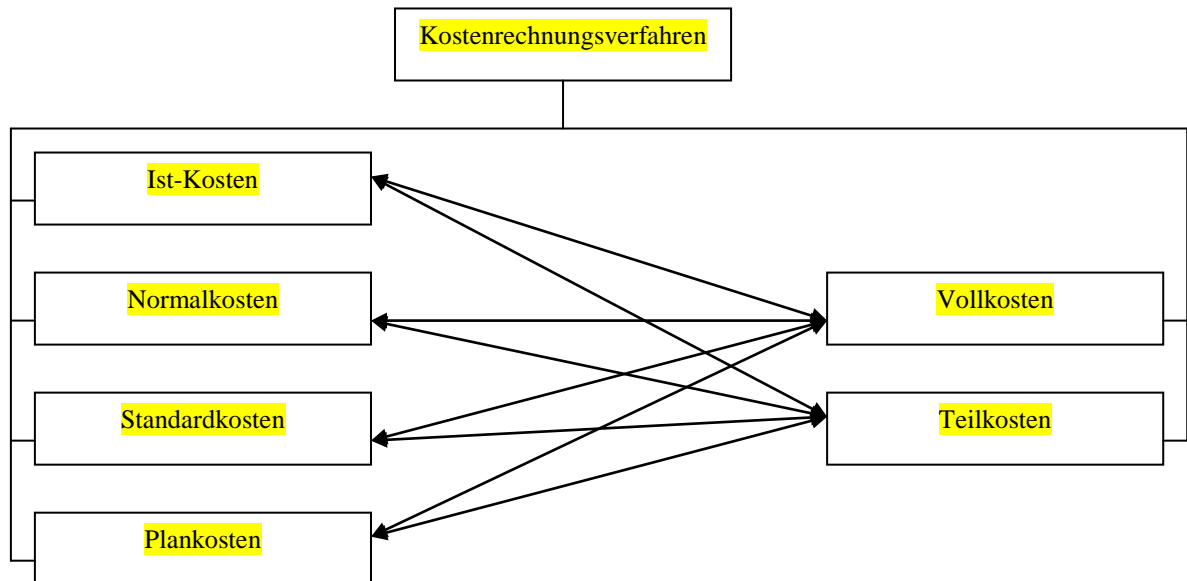 Kostenrechnungsverfahren
Ist-Kosten
Normalkosten
Vollkosten
Standardkosten
Teilkosten
Plankosten